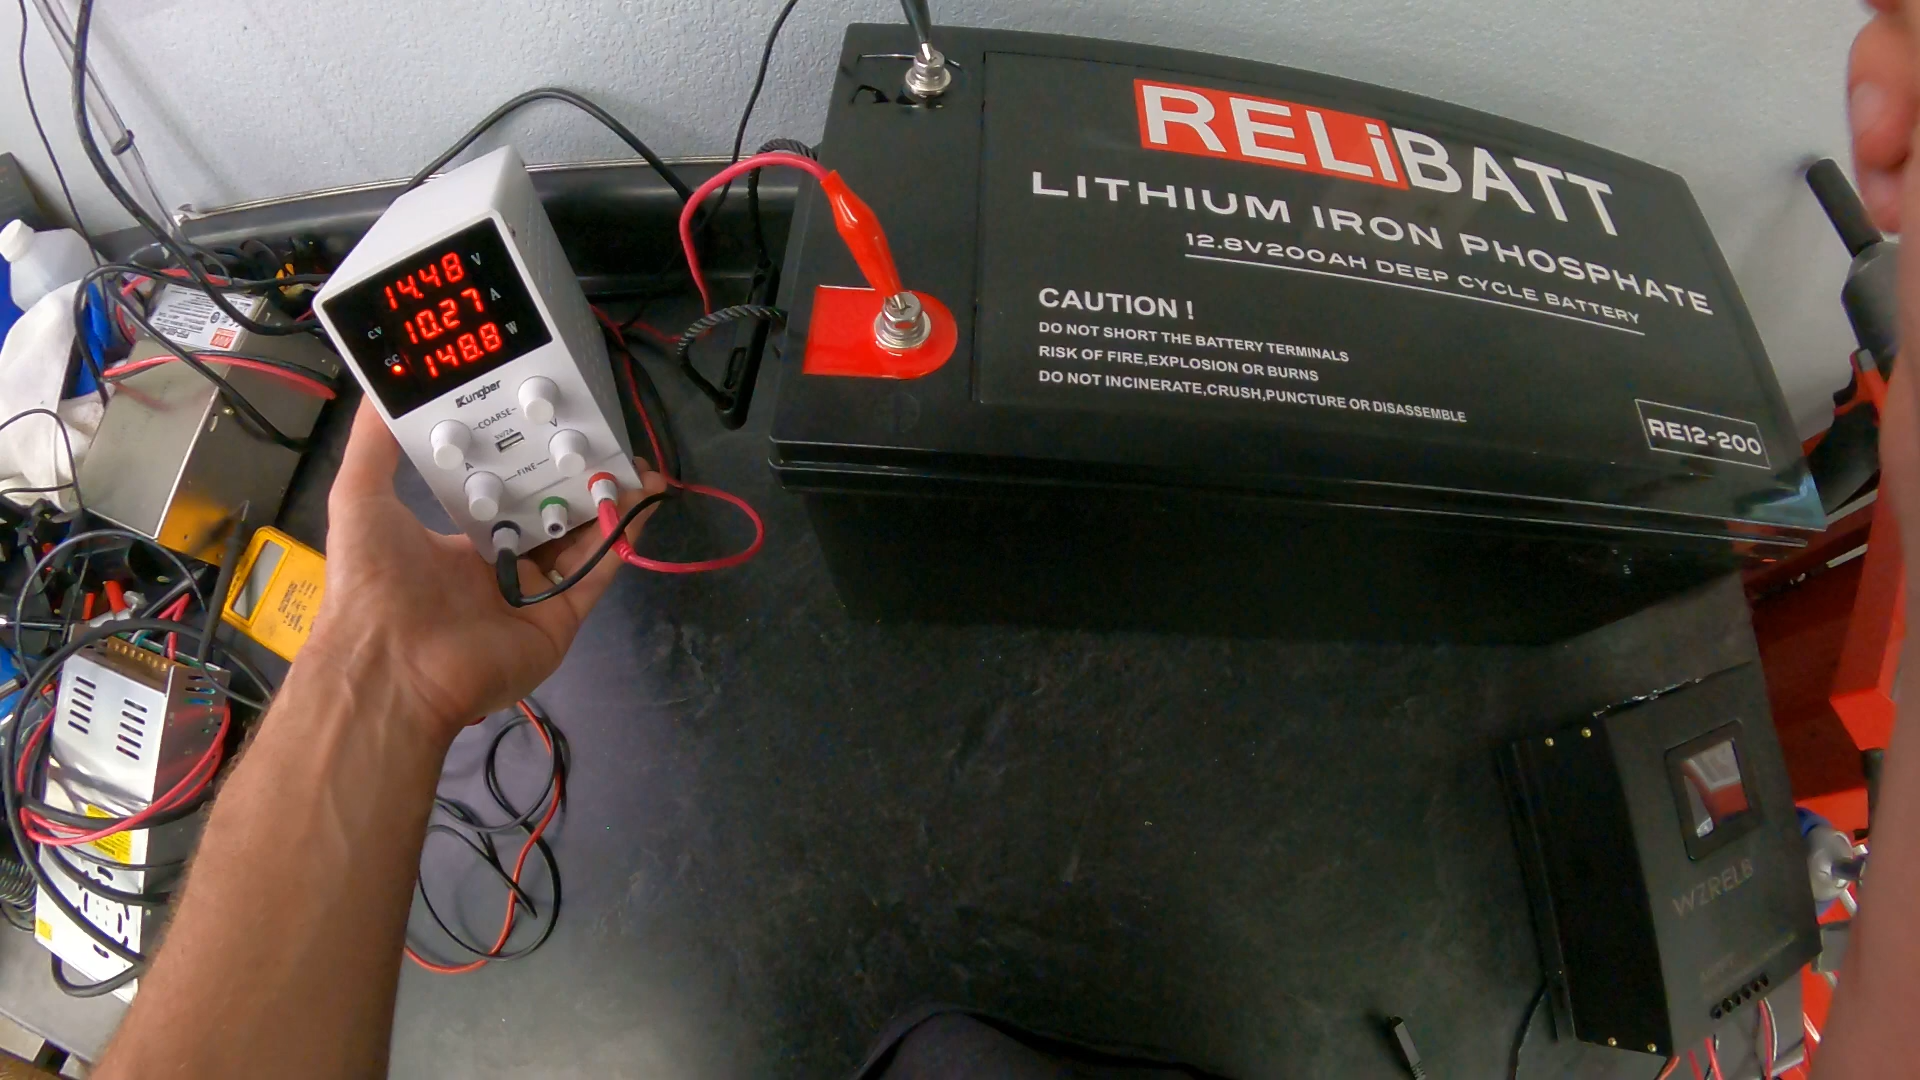 14.48 V
10.27 A
148.8 W
CV
CC
Kungber
COARSE
5V/2A
V
A
FINE
RELiBATT
LITHIUM IRON PHOSPHATE
12.8V200AH DEEP CYCLE BATTERY
CAUTION !
DO NOT SHORT THE BATTERY TERMINALS
RISK OF FIRE,EXPLOSION OR BURNS
DO NOT INCINERATE,CRUSH,PUNCTURE OR DISASSEMBLE
RE12-200
WZRELB